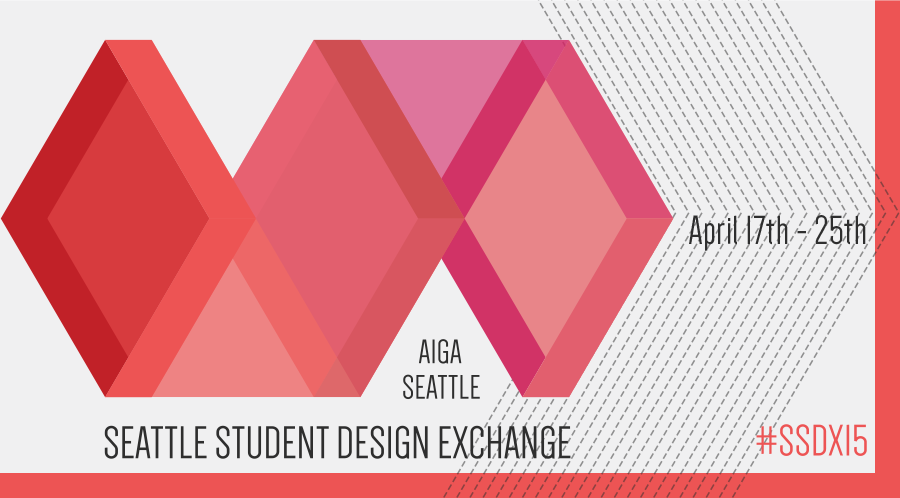 April 17th - 25th
AIGA
SEATTLE
SEATTLE STUDENT DESIGN EXCHANGE
#SSDX15